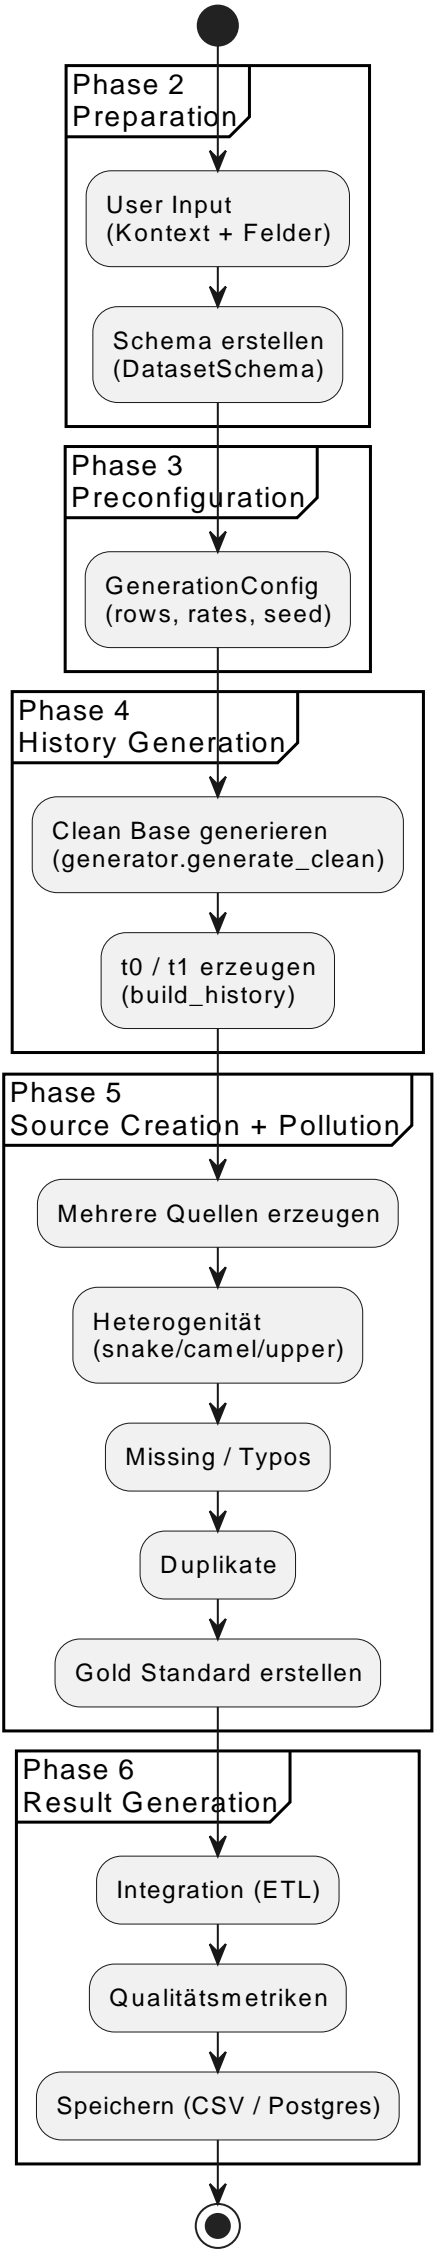 Phase 2
Preparation
User Input
(Kontext + Felder)
Schema erstellen
(DatasetSchema)
Phase 3
Preconfiguration
GenerationConfig
(rows, rates, seed)
Phase 4
History Generation
Clean Base generieren
(generator.generate_clean)
t0 / t1 erzeugen
(build_history)
Phase 5
Source Creation + Pollution
Mehrere Quellen erzeugen
Heterogenität
(snake/camel/upper)
Missing / Typos
Duplikate
Gold Standard erstellen
Phase 6
Result Generation
Integration (ETL)
Qualitätsmetriken
Speichern (CSV / Postgres)